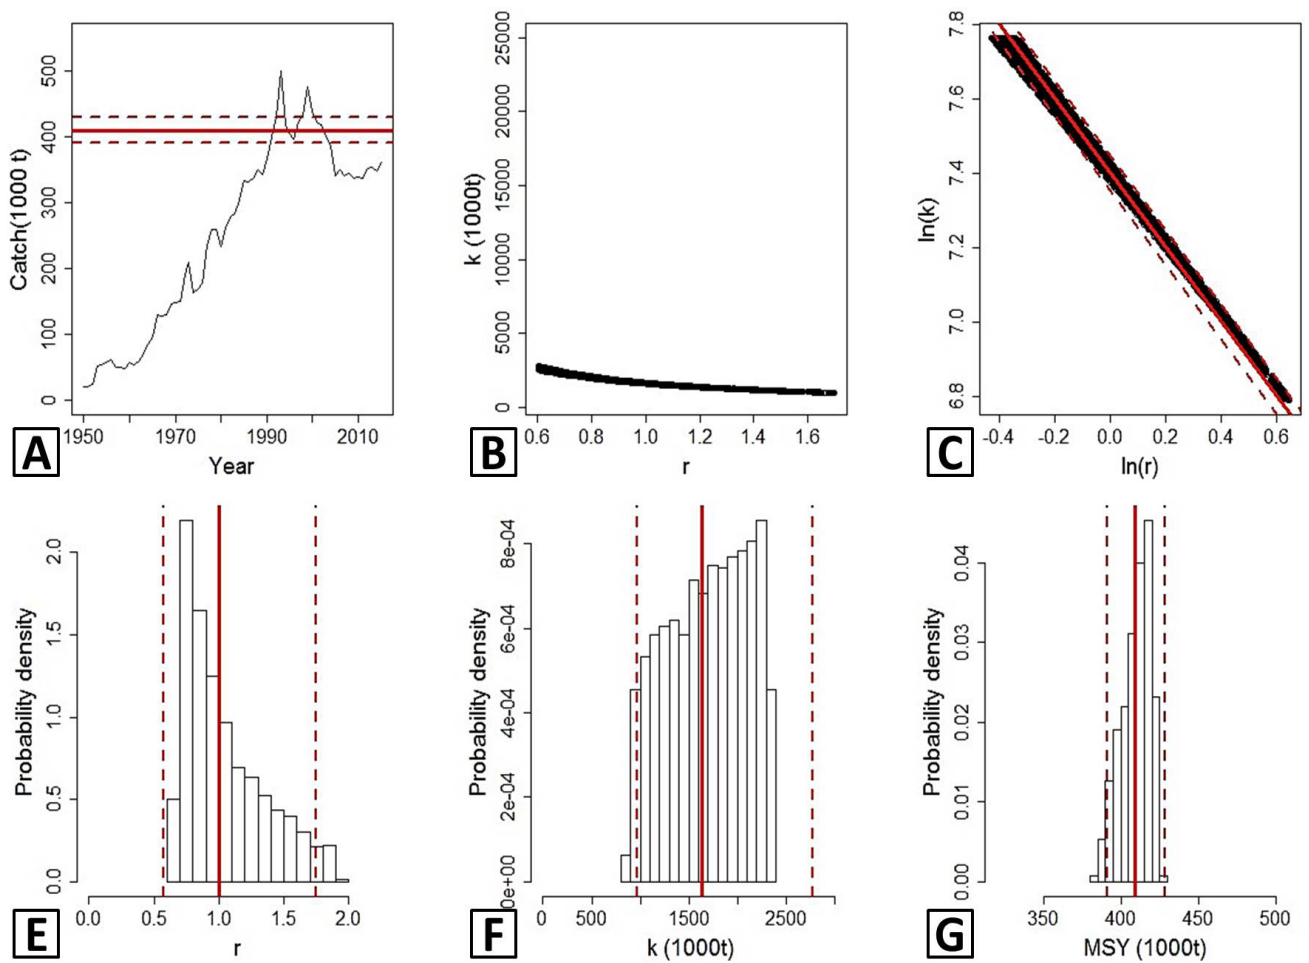 Catch(1000 t)
500
400
300
200
100
0
1950 1970 1990 2010
Year
A
k (1000t)
25000
20000
15000
10000
5000
0
0.6 0.8 1.0 1.2 1.4 1.6
r
B
ln(k)
7.8
7.6
7.4
7.2
7.0
6.8
-0.4 -0.2 0.0 0.2 0.4 0.6
ln(r)
C
Probability density
2.0
1.5
1.0
0.5
0.0
0.0 0.5 1.0 1.5 2.0
r
E
Probability density
8e-04
6e-04
4e-04
2e-04
0e+00
0 500 1500 2500
k (1000t)
F
Probability density
0.04
0.03
0.02
0.01
0.00
350 400 450 500
MSY (1000t)
G